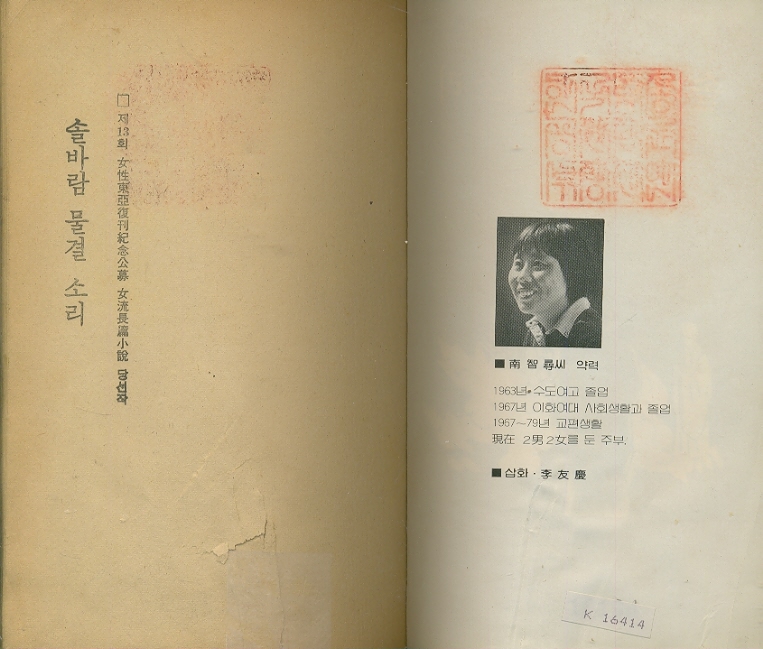 솔바람 물결 소리
□ 제13회 女性東亞復刊紀念公募 女流長篇小說 당선작
■ 南智尋씨 약력
1963년 수도여고 졸업
1967년 이화여대 사회생활과 졸업
1967~79년 교편생활
現在 2男2女를 둔 주부.
■ 삽화·李友慶
K 16414